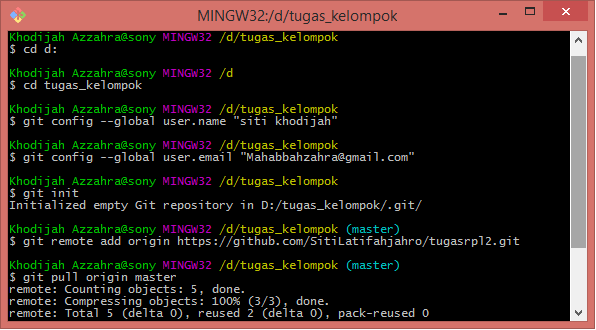 MINGW32:/d/tugas_kelompok
Khodijah Azzahra@sony MINGW32 /d/tugas_kelompok
$ cd d:
Khodijah Azzahra@sony MINGW32 /d
$ cd tugas_kelompok
Khodijah Azzahra@sony MINGW32 /d/tugas_kelompok
$ git config --global user.name "siti khodijah"
Khodijah Azzahra@sony MINGW32 /d/tugas_kelompok
$ git config --global user.email "Mahabbahzahra@gmail.com"
Khodijah Azzahra@sony MINGW32 /d/tugas_kelompok
$ git init
Initialized empty Git repository in D:/tugas_kelompok/.git/
Khodijah Azzahra@sony MINGW32 /d/tugas_kelompok (master)
$ git remote add origin https://github.com/SitiLatifahjahro/tugasrpl2.git
Khodijah Azzahra@sony MINGW32 /d/tugas_kelompok (master)
$ git pull origin master
remote: Counting objects: 5, done.
remote: Compressing objects: 100% (3/3), done.
remote: Total 5 (delta 0), reused 2 (delta 0), pack-reused 0